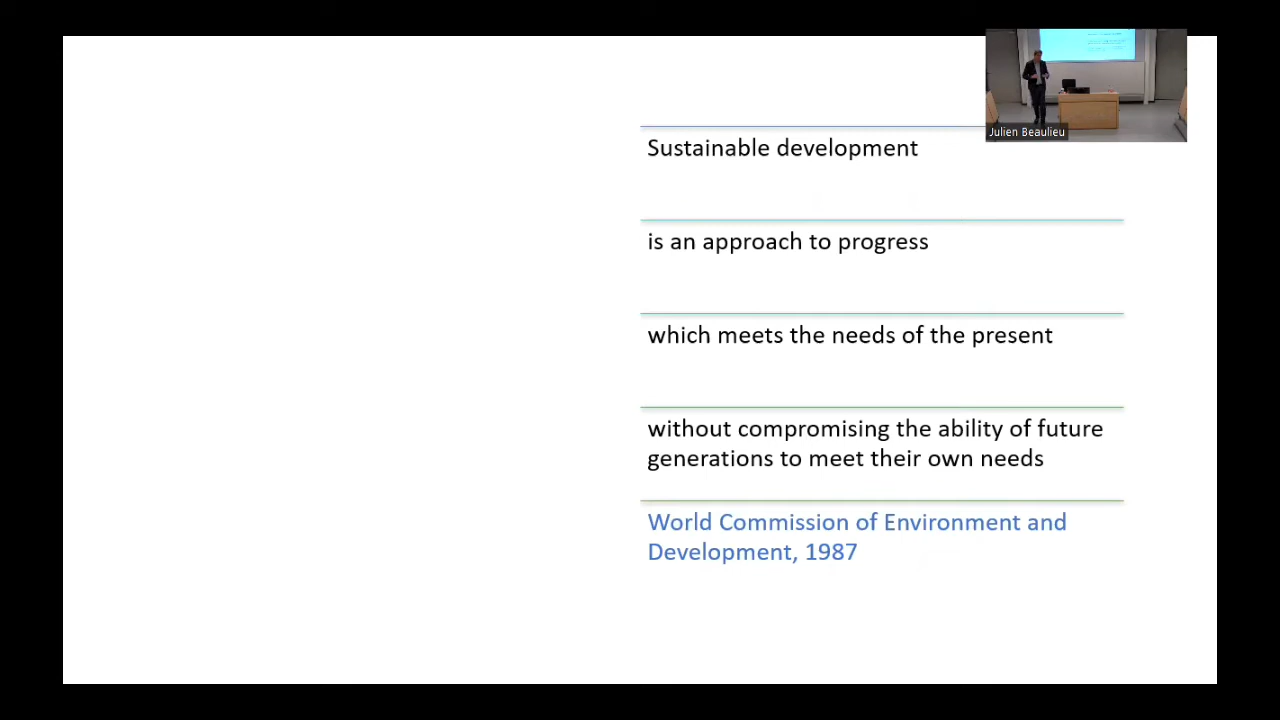 Julien Beaulieu
Sustainable development
is an approach to progress
which meets the needs of the present
without compromising the ability of future
generations to meet their own needs
World Commission of Environment and
Development, 1987